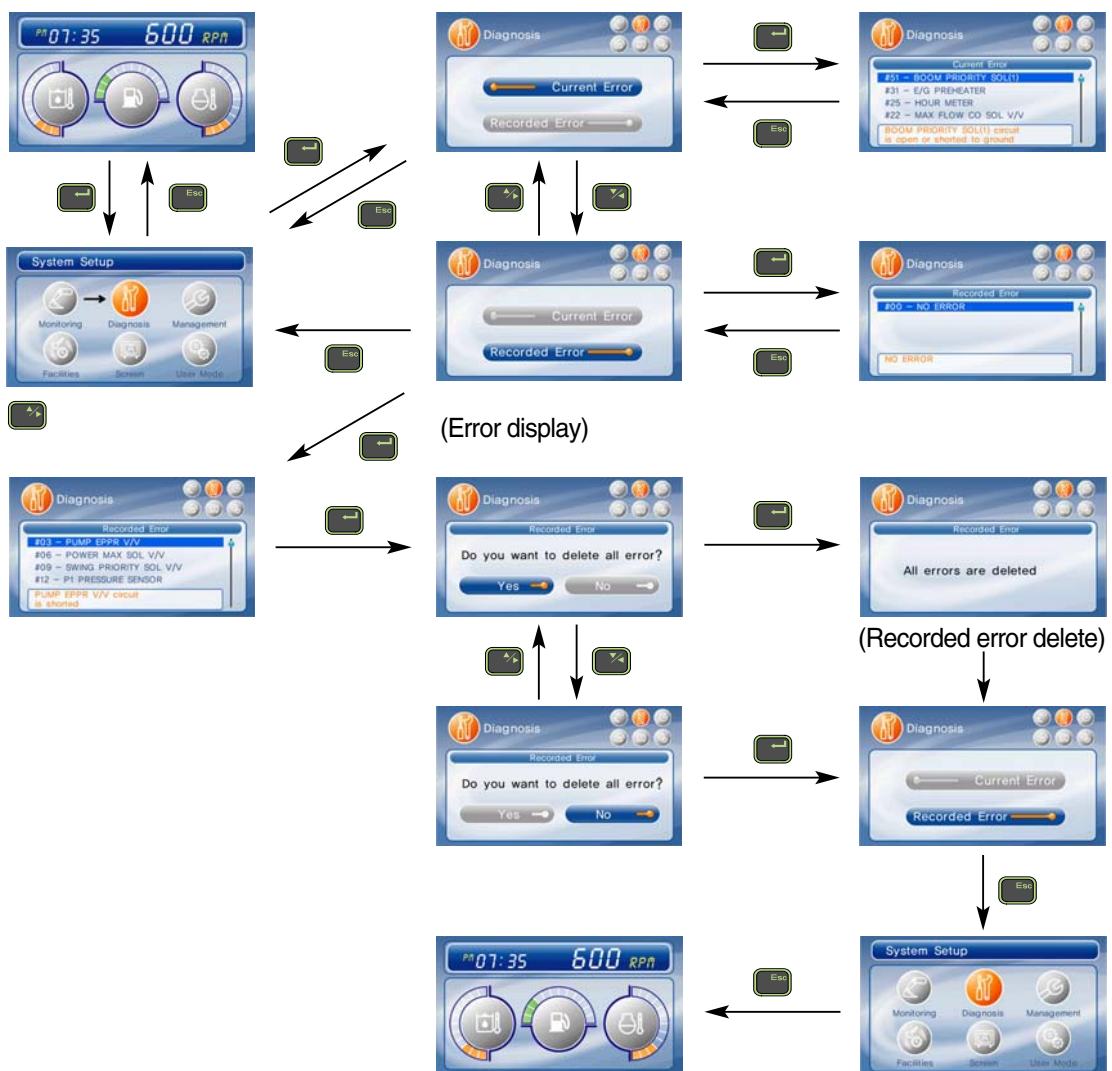 PM 07:35 600 RPM
Diagnosis
Current Error
Recorded Error
Diagnosis
Current Error
#51 - BOOM PRIORITY SOL(1)
#31 - E/G PREHEATER
#25 - HOUR METER
#22 - MAX FLOW CO SOL V/V
BOOM PRIORITY SOL(1) circuit
is open or shorted to ground
Esc
Esc
Esc
System Setup
Monitoring Diagnosis Management
Facilities Screen User Mode
Diagnosis
Current Error
Recorded Error
Diagnosis
Recorded Error
#00 - NO ERROR
NO ERROR
Esc
Esc
(Error display)
Diagnosis
Recorded Error
#03 - PUMP EPPR V/V
#06 - POWER MAX SOL V/V
#09 - SWING PRIORITY SOL V/V
#12 - P1 PRESSURE SENSOR
PUMP EPPR V/V circuit
is shorted
Diagnosis
Recorded Error
Do you want to delete all error?
Yes No
Diagnosis
Recorded Error
All errors are deleted
(Recorded error delete)
Diagnosis
Recorded Error
Do you want to delete all error?
Yes No
Diagnosis
Current Error
Recorded Error
Esc
PM 07:35 600 RPM
Esc
System Setup
Monitoring Diagnosis Management
Facilities Screen User Mode